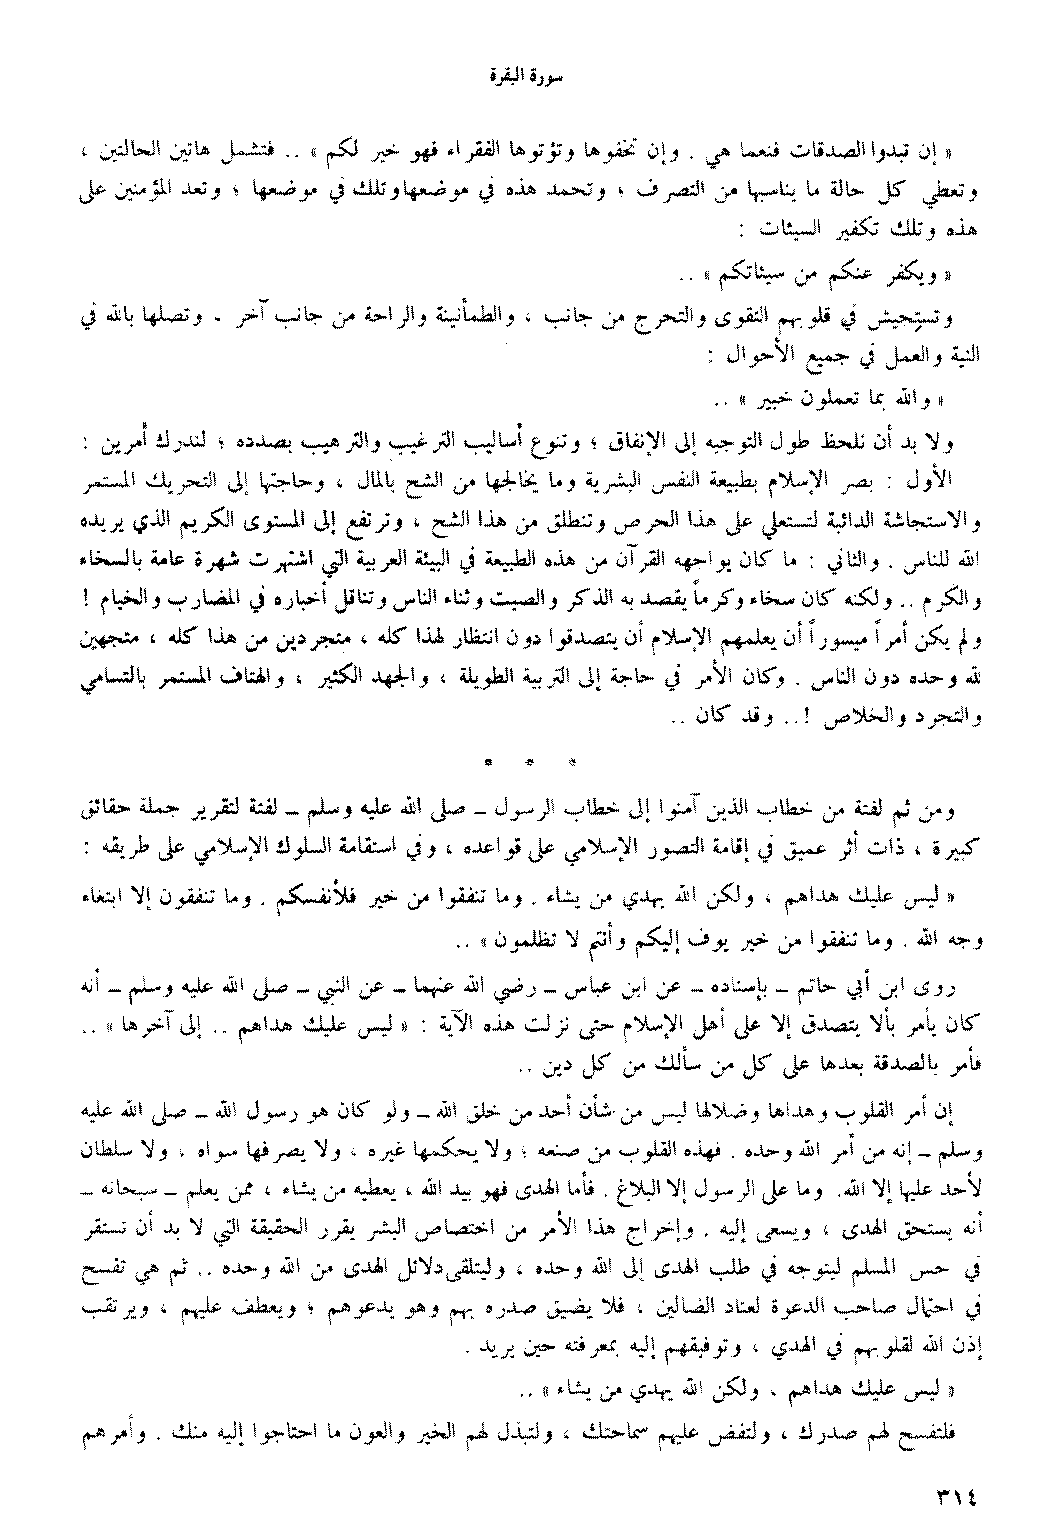 سورة البقرة
« إن تبدوا الصدقات فنعما هي . وإن تخفوها وتؤتوها الفقراء فهو خير لكم » .. فتشمل هاتين الحالتين ،
وتعطي كل حالة ما يناسبها من التصرف ، وتحمد هذه في موضعها وتلك في موضعها ؛ وتعد المؤمنين على
هذه وتلك تكفير السيئات :
« ويكفر عنكم من سيئاتكم » ..
وتستجيش في قلوبهم التقوى والتحرج من جانب ، والطمأنينة والراحة من جانب آخر . وتصلها بالله في
النية والعمل في جميع الأحوال :
« والله بما تعملون خبير » ..
ولا بد أن نلحظ طول التوجيه إلى الإنفاق ؛ وتنوع أساليب الترغيب والترهيب بصدده ؛ لندرك أمرين :
الأول : بصر الإسلام بطبيعة النفس البشرية وما يخالجها من الشح بالمال ، وحاجتها إلى التحريك المستمر
والاستجاشة الدائبة لتستعلي على هذا الحرص وتنطلق من هذا الشح ، وترتفع إلى المستوى الكريم الذي يريده
الله للناس . والثاني : ما كان يواجهه القرآن من هذه الطبيعة في البيئة العربية التي اشتهرت شهرة عامة بالسخاء
والكرم .. ولكنه كان سخاء وكرماً يقصد به الذكر والصيت وثناء الناس وتناقل أخباره في المضارب والخيام !
ولم يكن أمراً ميسوراً أن يعلمهم الإسلام أن يتصدقوا دون انتظار لهذا كله ، متجردين من هذا كله ، متجهين
لله وحده دون الناس . وكان الأمر في حاجة إلى التربية الطويلة ، والجهد الكثير ، والهتاف المستمر بالتسامي
والتجرد والخلاص !.. وقد كان ..
* * *
ومن ثم لفتة من خطاب الذين آمنوا إلى خطاب الرسول – صلى الله عليه وسلم – لفتة لتقرير جملة حقائق
كبيرة ، ذات أثر عميق في إقامة التصور الإسلامي على قواعده ، وفي استقامة السلوك الإسلامي على طريقه :
« ليس عليك هداهم ، ولكن الله يهدي من يشاء . وما تنفقوا من خير فلأنفسكم . وما تنفقون إلا ابتغاء
وجه الله . وما تنفقوا من خير يوف إليكم وأنتم لا تظلمون » ..
روى ابن أبي حاتم – بإسناده – عن ابن عباس – رضي الله عنهما – عن النبي – صلى الله عليه وسلم – أنه
كان يأمر بألا يتصدق إلا على أهل الإسلام حتى نزلت هذه الآية : « ليس عليك هداهم .. إلى آخرها » ..
فأمر بالصدقة بعدها على كل من سألك من كل دين ..
إن أمر القلوب وهداها وضلالها ليس من شأن أحد من خلق الله – ولو كان هو رسول الله – صلى الله عليه
وسلم – إنه من أمر الله وحده . فهذه القلوب من صنعه ؛ ولا يحكمها غيره ، ولا يصرفها سواه ، ولا سلطان
لأحد عليها إلا الله. وما على الرسول إلا البلاغ . فأما الهدى فهو بيد الله ، يعطيه من يشاء ، ممن يعلم – سبحانه –
أنه يستحق الهدى ، ويسعى إليه . وإخراج هذا الأمر من اختصاص البشر يقرر الحقيقة التي لا بد أن تستقر
في حس المسلم ليتوجه في طلب الهدى إلى الله وحده ، وليتلقى دلائل الهدى من الله وحده .. ثم هي تفسح
في احتمال صاحب الدعوة لعناد الضالين ، فلا يضيق صدره بهم وهو يدعوهم ؛ ويعطف عليهم ، ويرتقب
إذن الله لقلوبهم في الهدي ، وتوفيقهم إليه بمعرفته حين يريد .
« ليس عليك هداهم ، ولكن الله يهدي من يشاء » ..
فلتفسح لهم صدرك ، ولتفض عليهم سماحتك ، ولتبذل لهم الخير والعون ما احتاجوا إليه منك . وأمرهم
٣١٤